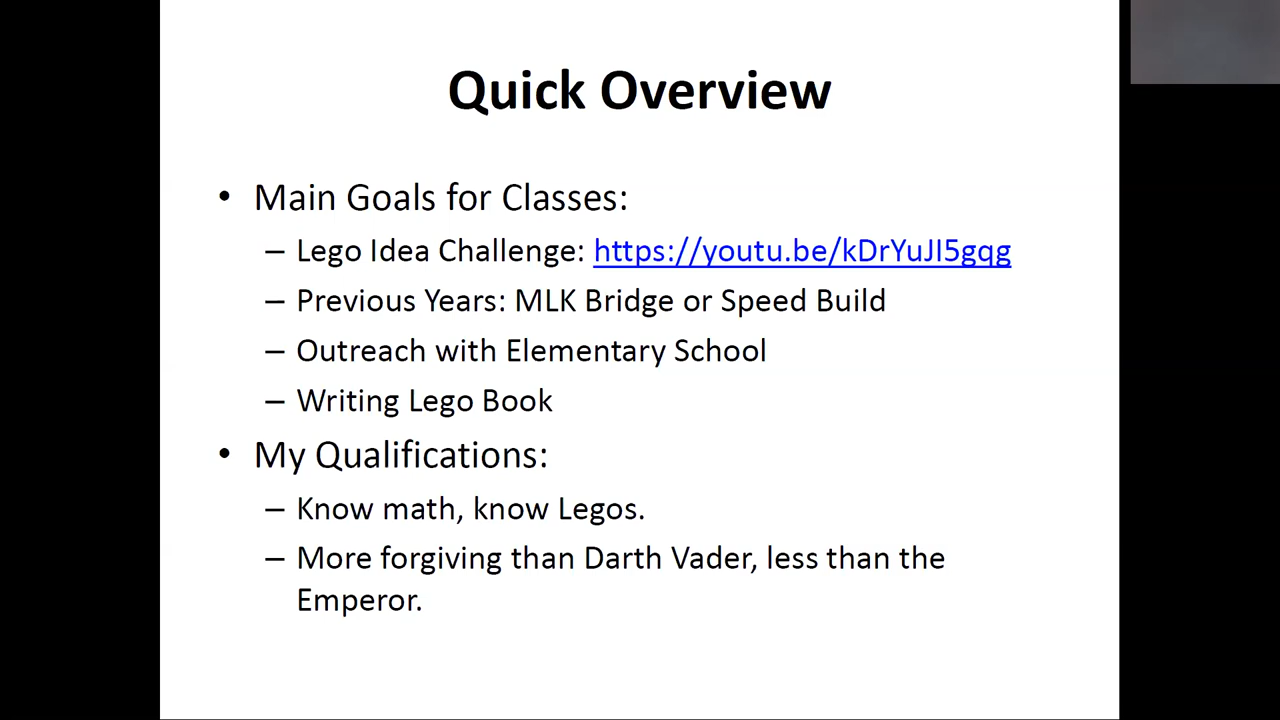 Quick Overview
• Main Goals for Classes:
– Lego Idea Challenge: https://youtu.be/kDrYuJI5gqg
– Previous Years: MLK Bridge or Speed Build
– Outreach with Elementary School
– Writing Lego Book
• My Qualifications:
– Know math, know Legos.
– More forgiving than Darth Vader, less than the
Emperor.